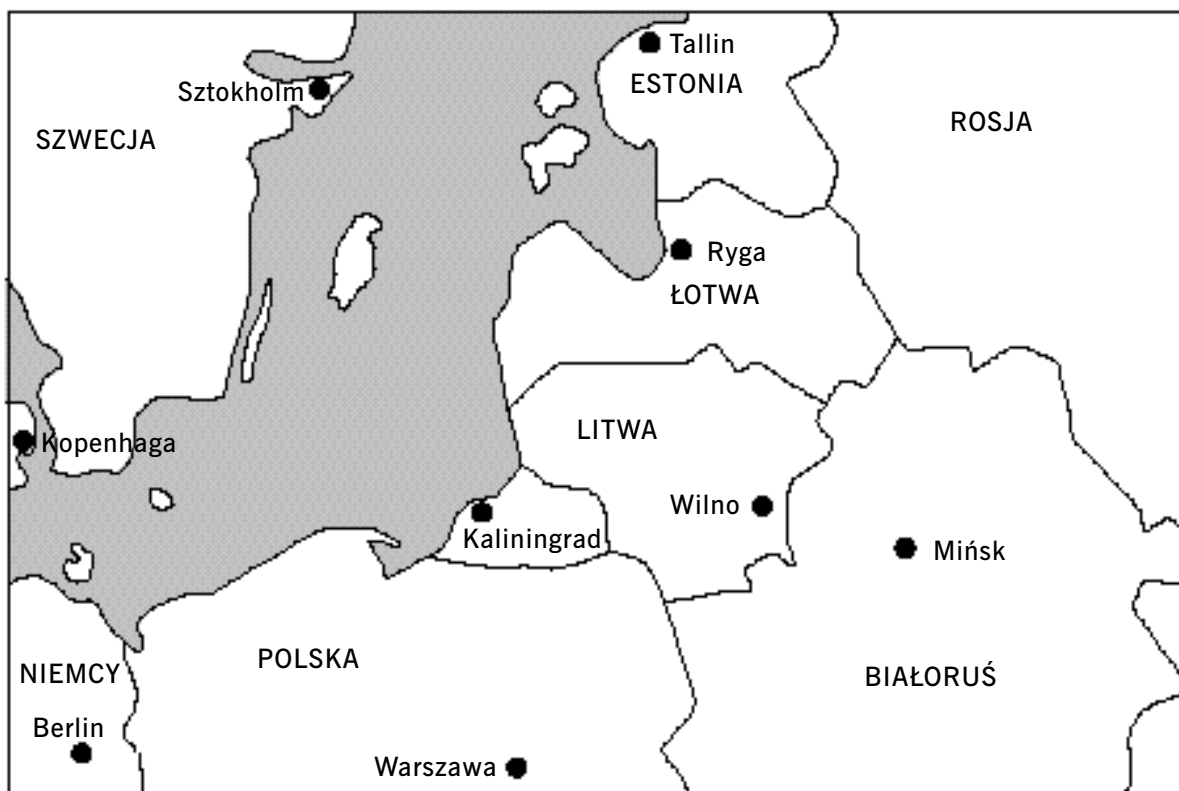 Tallin
ESTONIA
Sztokholm
SZWECJA
ROSJA
Ryga
ŁOTWA
LITWA
Kopenhaga
Wilno
Kaliningrad
Mińsk
POLSKA
NIEMCY
BIAŁORUŚ
Berlin
Warszawa